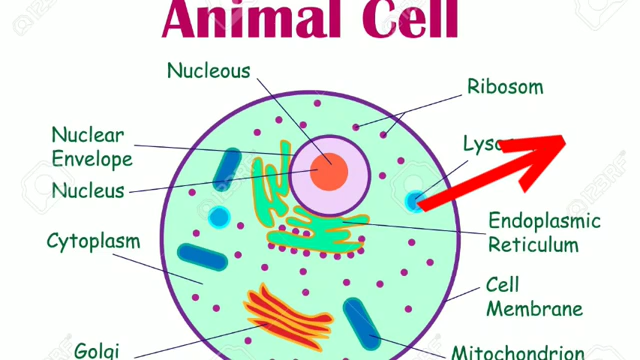 Animal Cell
Nucleous
Ribosom
Nuclear
Envelope
Nucleus
Cytoplasm
Endoplasmic
Reticulum
Cell
Membrane
Mitochondrion
Golgi